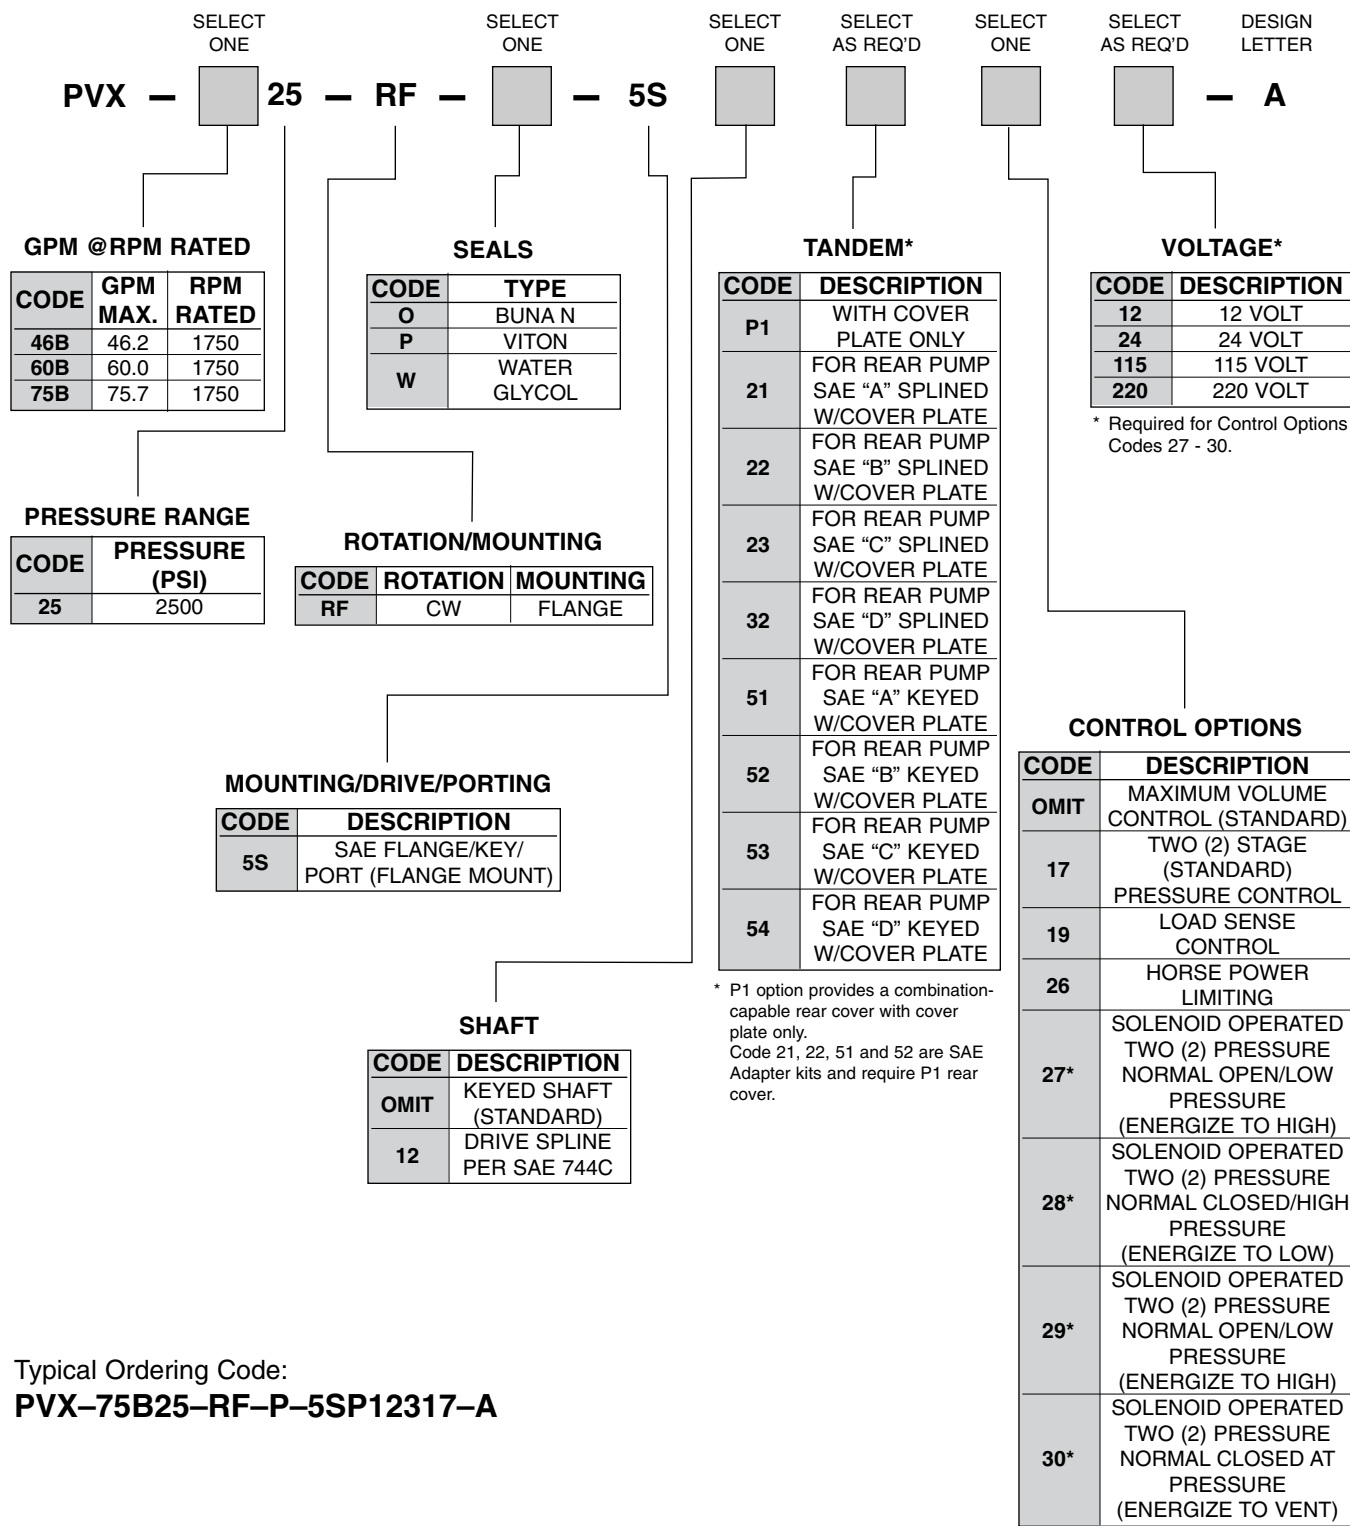 SELECT ONE
SELECT ONE
SELECT ONE
SELECT AS REQ'D
SELECT ONE
SELECT AS REQ'D
DESIGN LETTER
PVX – 25 – RF – – 5S – A
GPM @RPM RATED
CODE GPM MAX. RPM RATED
46B 46.2 1750
60B 60.0 1750
75B 75.7 1750
SEALS
CODE TYPE
O BUNA N
P VITON
W WATER
GLYCOL
TANDEM*
CODE DESCRIPTION
P1 WITH COVER
PLATE ONLY
21 FOR REAR PUMP
SAE “A” SPLINED
W/COVER PLATE
22 FOR REAR PUMP
SAE “B” SPLINED
W/COVER PLATE
23 FOR REAR PUMP
SAE “C” SPLINED
W/COVER PLATE
32 FOR REAR PUMP
SAE “D” SPLINED
W/COVER PLATE
51 FOR REAR PUMP
SAE “A” KEYED
W/COVER PLATE
52 FOR REAR PUMP
SAE “B” KEYED
W/COVER PLATE
53 FOR REAR PUMP
SAE “C” KEYED
W/COVER PLATE
54 FOR REAR PUMP
SAE “D” KEYED
W/COVER PLATE
* P1 option provides a combination-
capable rear cover with cover
plate only.
Code 21, 22, 51 and 52 are SAE
Adapter kits and require P1 rear
cover.
VOLTAGE*
CODE DESCRIPTION
12 12 VOLT
24 24 VOLT
115 115 VOLT
220 220 VOLT
* Required for Control Options
Codes 27 - 30.
PRESSURE RANGE
CODE PRESSURE
(PSI)
25 2500
ROTATION/MOUNTING
CODE ROTATION MOUNTING
RF CW FLANGE
MOUNTING/DRIVE/PORTING
CODE DESCRIPTION
5S SAE FLANGE/KEY/
PORT (FLANGE MOUNT)
SHAFT
CODE DESCRIPTION
OMIT KEYED SHAFT
(STANDARD)
12 DRIVE SPLINE
PER SAE 744C
CONTROL OPTIONS
CODE DESCRIPTION
OMIT MAXIMUM VOLUME
CONTROL (STANDARD)
17 TWO (2) STAGE
(STANDARD)
PRESSURE CONTROL
19 LOAD SENSE
CONTROL
26 HORSE POWER
LIMITING
27* SOLENOID OPERATED
TWO (2) PRESSURE
NORMAL OPEN/LOW
PRESSURE
(ENERGIZE TO HIGH)
28* SOLENOID OPERATED
TWO (2) PRESSURE
NORMAL CLOSED/HIGH
PRESSURE
(ENERGIZE TO LOW)
29* SOLENOID OPERATED
TWO (2) PRESSURE
NORMAL OPEN/LOW
PRESSURE
(ENERGIZE TO HIGH)
30* SOLENOID OPERATED
TWO (2) PRESSURE
NORMAL CLOSED AT
PRESSURE
(ENERGIZE TO VENT)
Typical Ordering Code:
PVX–75B25–RF–P–5SP12317–A